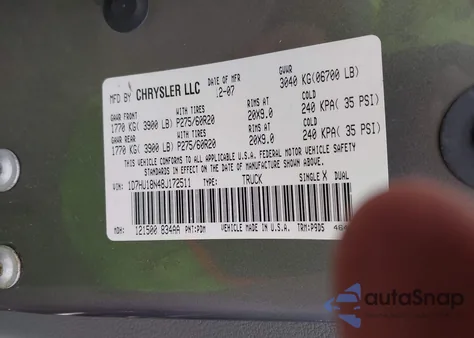 MFD BY CHRYSLER LLC DATE OF MFR 12-07 GVWR 3040 KG(06700 LB)
GAWR FRONT WITH TIRES RIMS AT COLD
1770 KG( 3900 LB) P275/60R20 20X9.0 240 KPA( 35 PSI)
GAWR REAR WITH TIRES RIMS AT COLD
1770 KG( 3900 LB) P275/60R20 20X9.0 240 KPA( 35 PSI)
THIS VEHICLE CONFORMS TO ALL APPLICABLE U.S.A. FEDERAL MOTOR VEHICLE SAFETY
STANDARDS IN EFFECT ON THE DATE OF MANUFACTURE SHOWN ABOVE.
VEHICLE IN: 1D7HU18N48J172511 TYPE: TRUCK SINGLE X DUAL
MDH: 121500 834AA PNT:PDM VEHICLE MADE IN U.S.A. TRM:P9D5 464
autoSnap